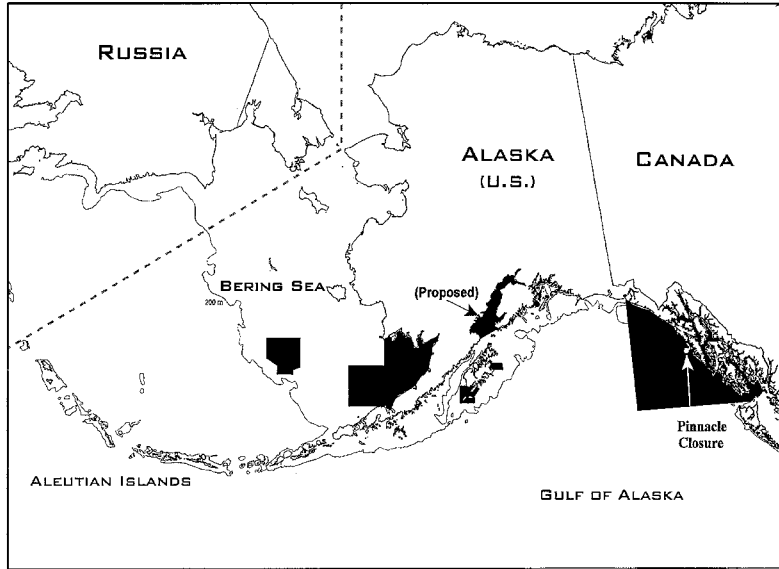 RUSSIA
ALASKA
(U.S.)
CANADA
(Proposed)
BERING SEA
200 m
Pinnacle
Closure
ALEUTIAN ISLANDS
GULF OF ALASKA